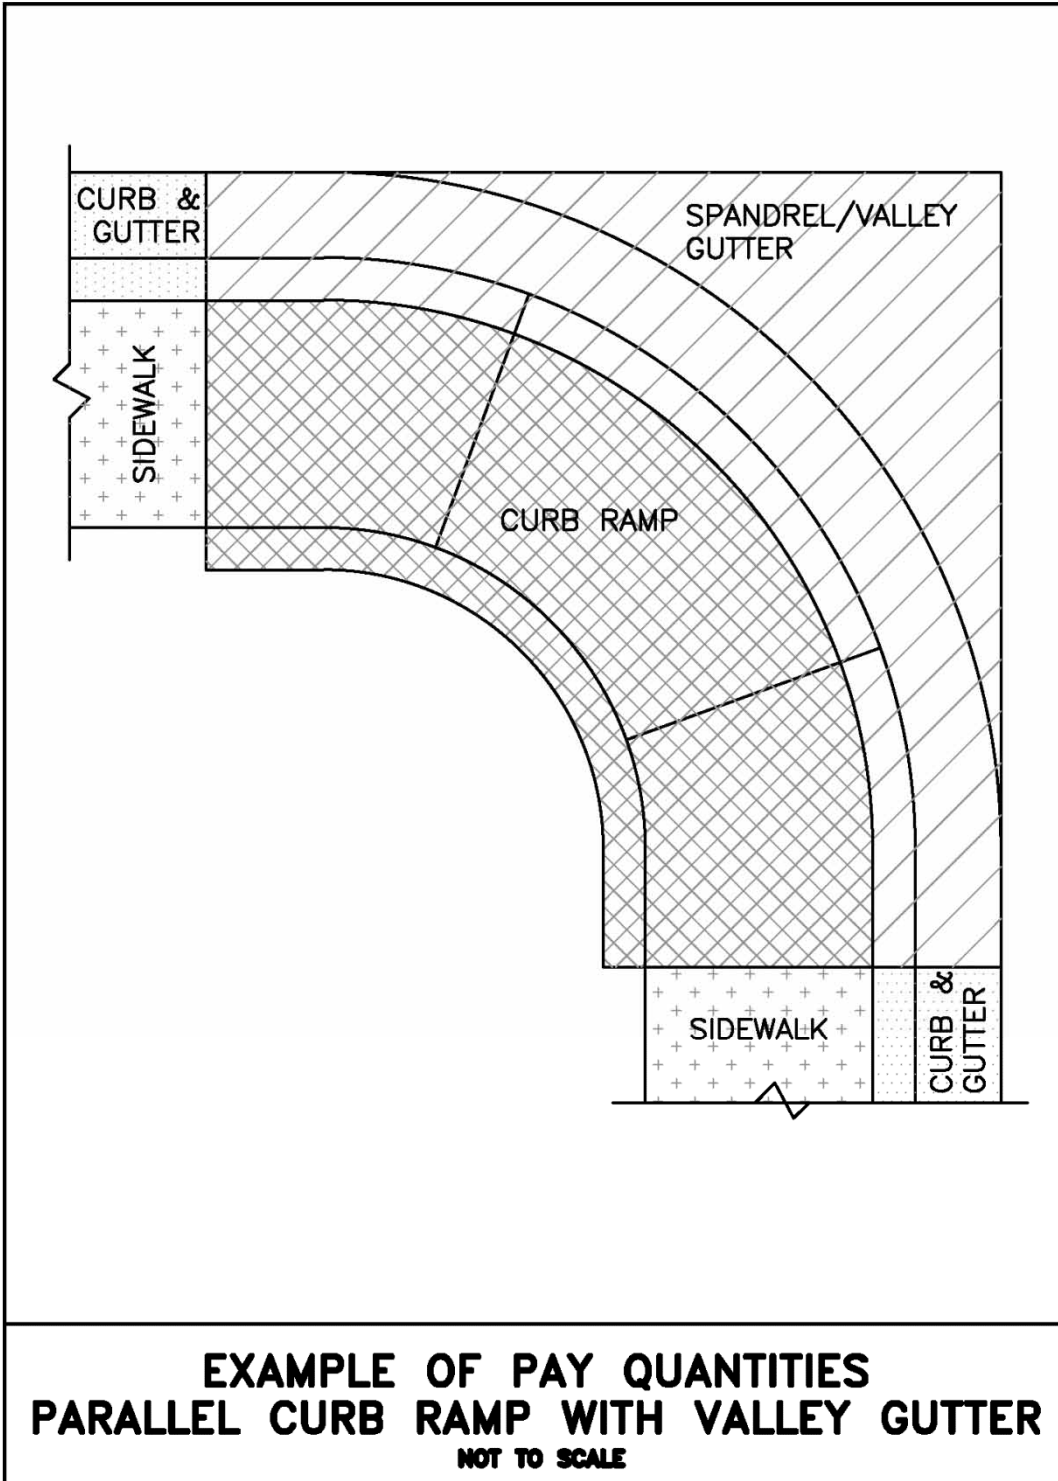 CURB &
GUTTER
SPANDREL/VALLEY
GUTTER
SIDEWALK
CURB RAMP
SIDEWALK
CURB &
GUTTER
EXAMPLE OF PAY QUANTITIES
PARALLEL CURB RAMP WITH VALLEY GUTTER
NOT TO SCALE